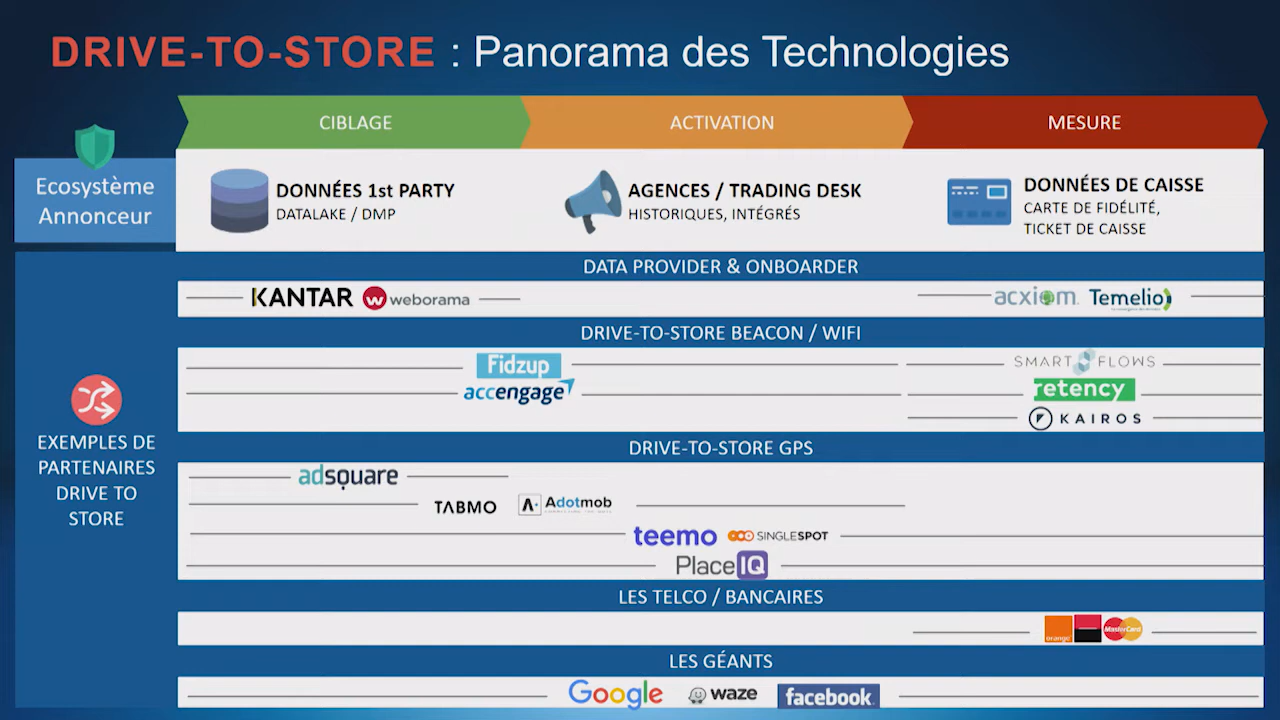 DRIVE-TO-STORE : Panorama des Technologies
CIBLAGE
ACTIVATION
MESURE
Ecosystème
Annonceur
DONNÉES 1st PARTY
DATALAKE / DMP
AGENCES / TRADING DESK
HISTORIQUES, INTÉGRÉS
DONNÉES DE CAISSE
CARTE DE FIDÉLITÉ,
TICKET DE CAISSE
EXEMPLES DE
PARTENAIRES
DRIVE TO
STORE
DATA PROVIDER & ONBOARDER
KANTAR weborama
acxiom Temelio
DRIVE-TO-STORE BEACON / WIFI
Fidzup
accengage
SMART FLOWS
retency
KAIROS
DRIVE-TO-STORE GPS
adsquare
TABMO Adotmob
teemo SINGLESPOT
PlaceIQ
LES TELCO / BANCAIRES
orange MasterCard
LES GÉANTS
Google waze facebook